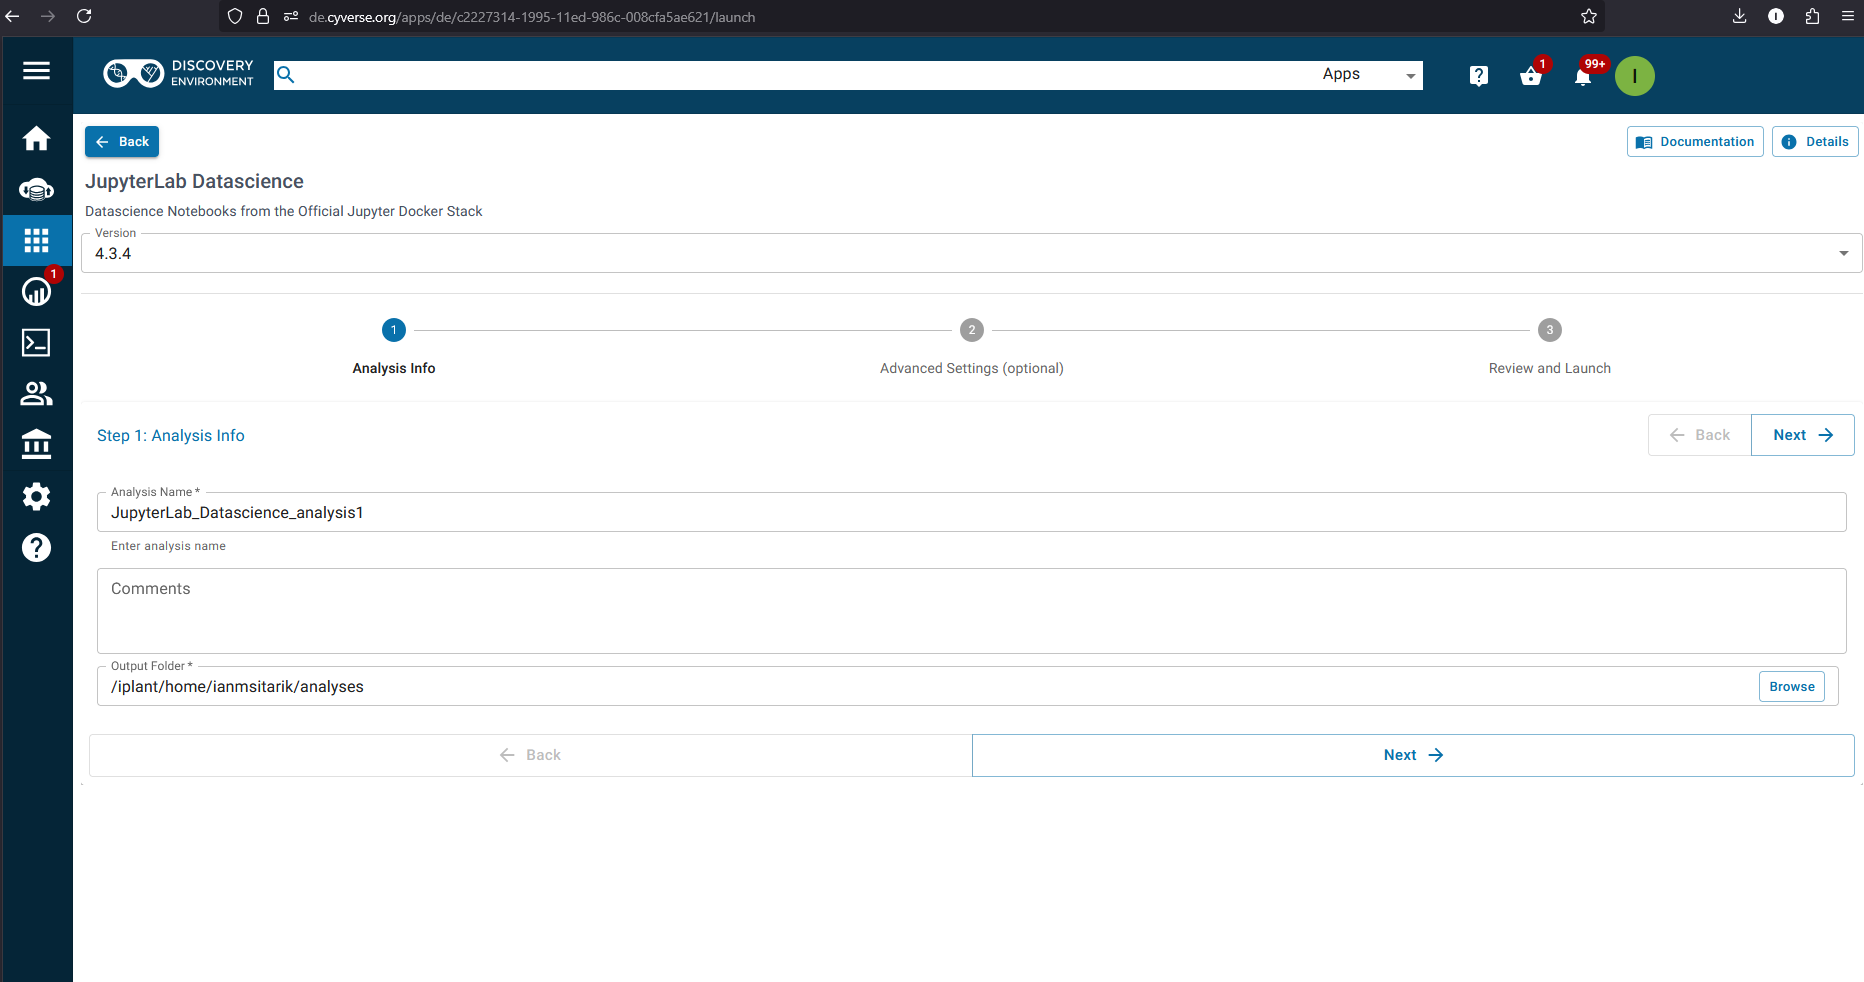 de.cyverse.org/apps/de/c2227314-1995-11ed-986c-008cfa5ae621/launch
DISCOVERY
ENVIRONMENT
Apps
1
99+
I
Back
Documentation
Details
JupyterLab Datascience
Datascience Notebooks from the Official Jupyter Docker Stack
Version
4.3.4
1
1
2
3
Analysis Info
Advanced Settings (optional)
Review and Launch
Step 1: Analysis Info
Back
Next
Analysis Name *
JupyterLab_Datascience_analysis1
Enter analysis name
Comments
Output Folder *
/iplant/home/ianmsitarik/analyses
Browse
Back
Next